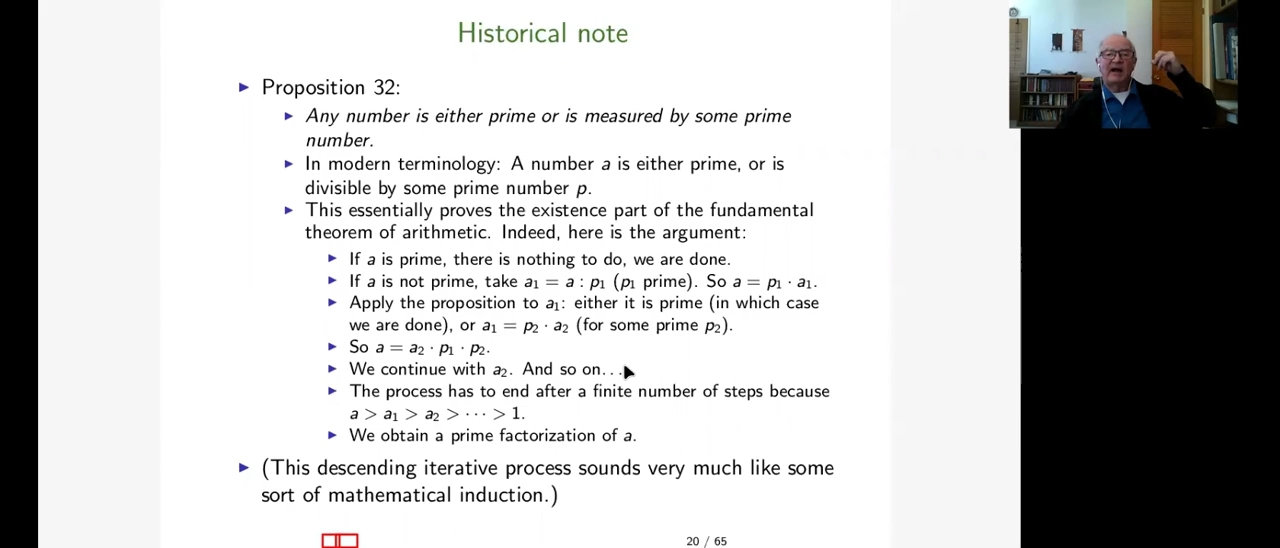 Historical note
▶ Proposition 32:
▶ Any number is either prime or is measured by some prime
number.
▶ In modern terminology: A number a is either prime, or is
divisible by some prime number p.
▶ This essentially proves the existence part of the fundamental
theorem of arithmetic. Indeed, here is the argument:
▶ If a is prime, there is nothing to do, we are done.
▶ If a is not prime, take a₁ = a : p₁ (p₁ prime). So a = p₁ · a₁.
▶ Apply the proposition to a₁: either it is prime (in which case
we are done), or a₁ = p₂ · a₂ (for some prime p₂).
▶ So a = a₂ · p₁ · p₂.
▶ We continue with a₂. And so on...
▶ The process has to end after a finite number of steps because
a > a₁ > a₂ > ··· > 1.
▶ We obtain a prime factorization of a.
▶ (This descending iterative process sounds very much like some
sort of mathematical induction.)
20 / 65